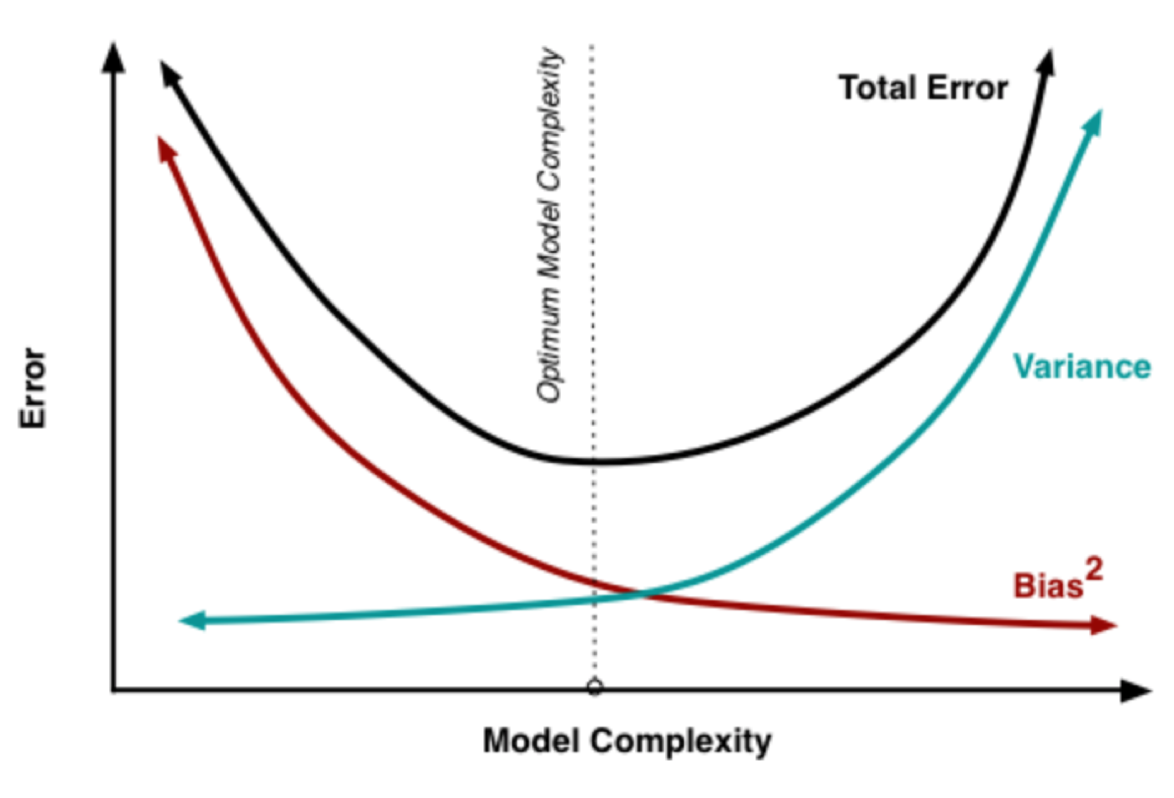 Optimum Model Complexity
Total Error
Error
Variance
Bias²
Model Complexity